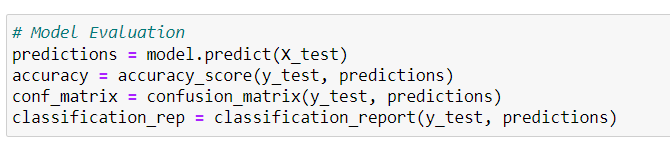 # Model Evaluation
predictions = model.predict(X_test)
accuracy = accuracy_score(y_test, predictions)
conf_matrix = confusion_matrix(y_test, predictions)
classification_rep = classification_report(y_test, predictions)